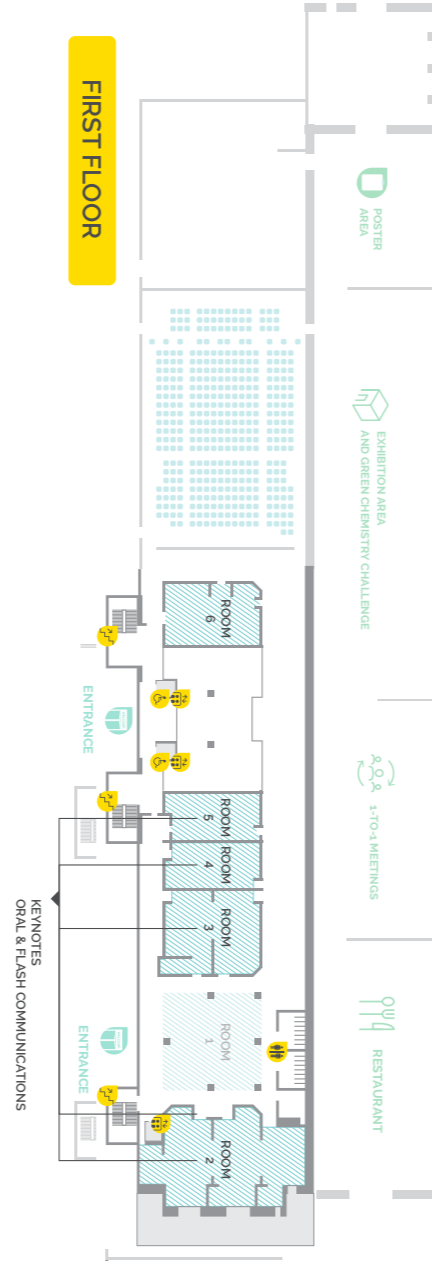 FIRST FLOOR
POSTER
AREA
EXHIBITION AREA
AND GREEN CHEMISTRY CHALLENGE
1-TO-1 MEETINGS
RESTAURANT
ROOM
6
ROOM
5
ROOM
4
ROOM
3
ROOM
1
ROOM
2
ENTRANCE
ENTRANCE
KEYNOTES
ORAL & FLASH COMMUNICATIONS